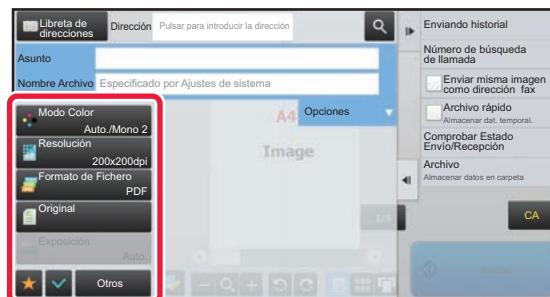 Libreta de
direcciones
Dirección
Pulsar para introducir la dirección
Asunto
Nombre Archivo
Especificado por Ajustes de sistema
Modo Color
Auto./Mono 2
Resolución
200x200dpi
Formato de Fichero
PDF
Original
Exposición
Auto.
Otros
A4
Opciones
Image
1/5
Enviando historial
Número de búsqueda
de llamada
Enviar misma imagen
como dirección fax
Archivo rápido
Almacenar dat. temporal.
Comprobar Estado
Envío/Recepción
Archivo
Almacenar datos en carpeta
CA